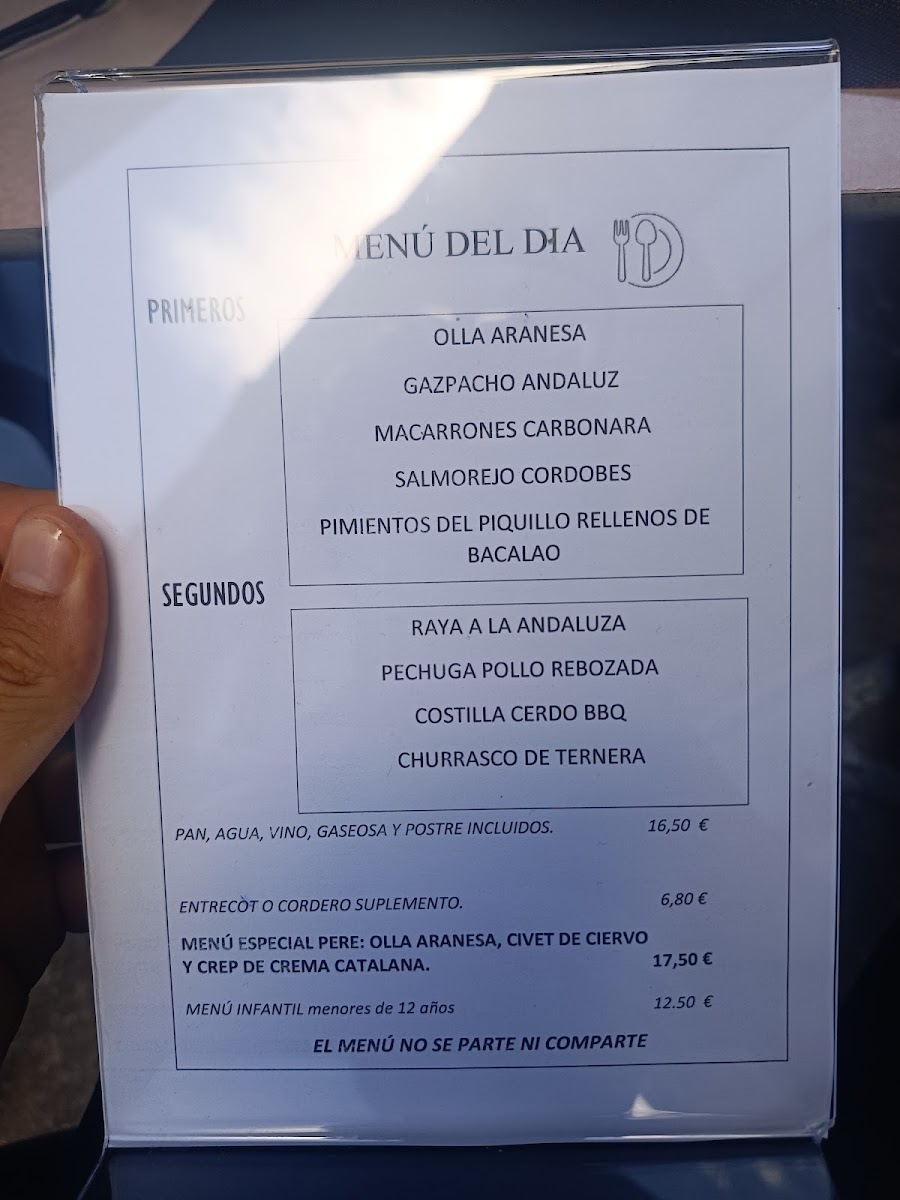 MENÚ DEL DIA
PRIMEROS
OLLA ARANESA
GAZPACHO ANDALUZ
MACARRONES CARBONARA
SALMOREJO CORDOBES
PIMIENTOS DEL PIQUILLO RELLENOS DE
BACALAO
SEGUNDOS
RAYA A LA ANDALUZA
PECHUGA POLLO REBOZADA
COSTILLA CERDO BBQ
CHURRASCO DE TERNERA
PAN, AGUA, VINO, GASEOSA Y POSTRE INCLUIDOS. 16,50 €
ENTRECÒT O CORDERO SUPLEMENTO. 6,80 €
MENÚ ESPECIAL PERE: OLLA ARANESA, CIVET DE CIERVO
Y CREP DE CREMA CATALANA. 17,50 €
MENÚ INFANTIL menores de 12 años 12.50 €
EL MENÚ NO SE PARTE NI COMPARTE